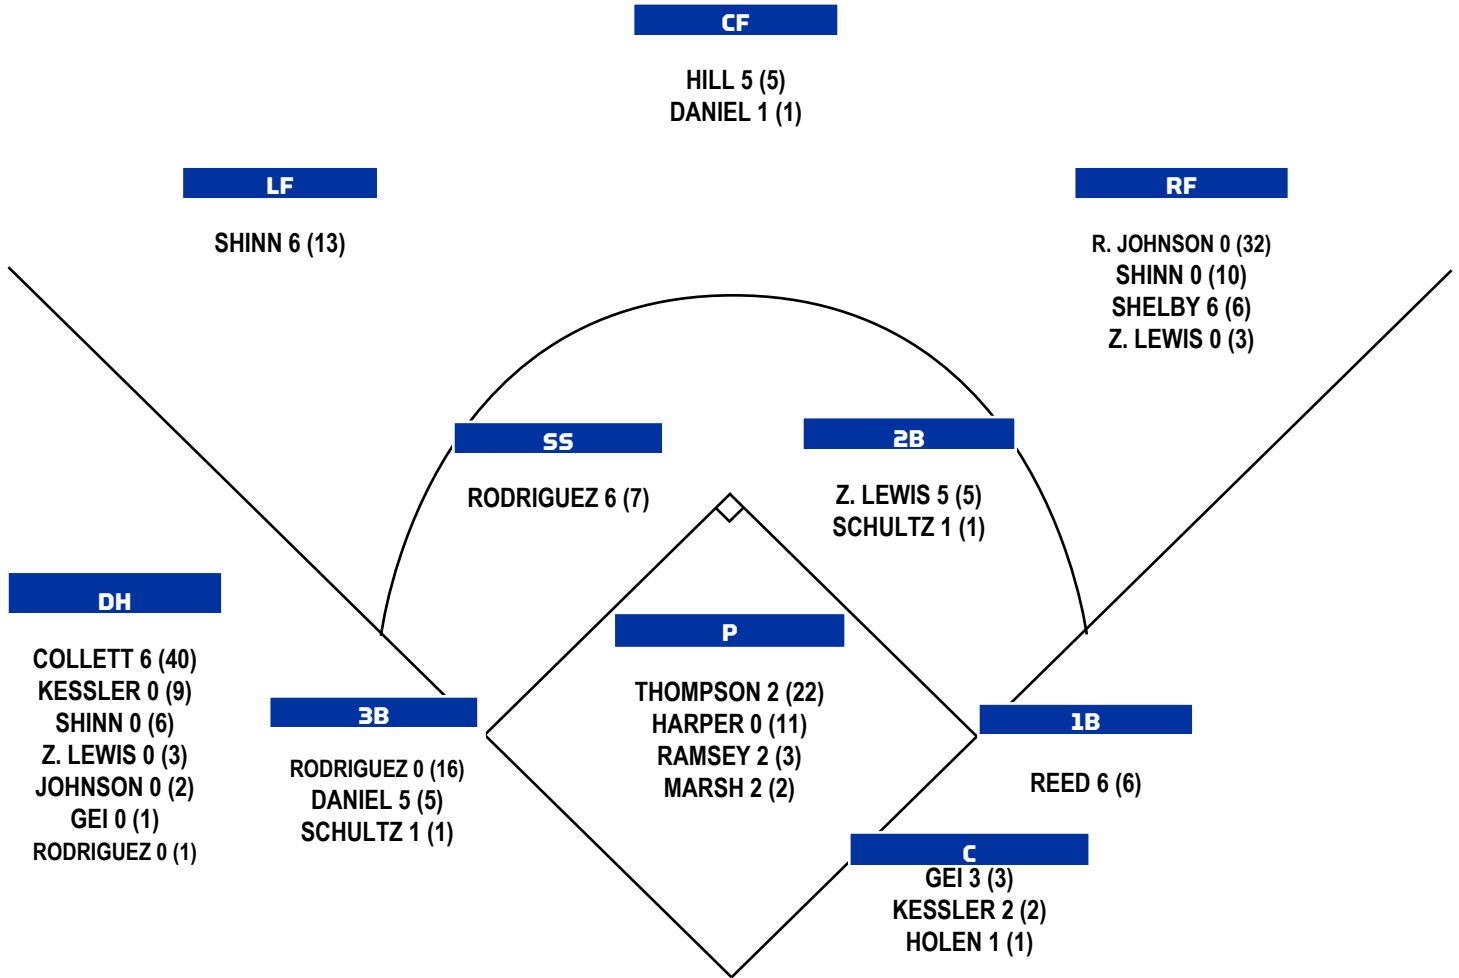 CF
HILL 5 (5)
DANIEL 1 (1)
LF
SHINN 6 (13)
RF
R. JOHNSON 0 (32)
SHINN 0 (10)
SHELBY 6 (6)
Z. LEWIS 0 (3)
SS
RODRIGUEZ 6 (7)
2B
Z. LEWIS 5 (5)
SCHULTZ 1 (1)
DH
COLLETT 6 (40)
KESSLER 0 (9)
SHINN 0 (6)
Z. LEWIS 0 (3)
JOHNSON 0 (2)
GEI 0 (1)
RODRIGUEZ 0 (1)
3B
RODRIGUEZ 0 (16)
DANIEL 5 (5)
SCHULTZ 1 (1)
P
THOMPSON 2 (22)
HARPER 0 (11)
RAMSEY 2 (3)
MARSH 2 (2)
1B
REED 6 (6)
C
GEI 3 (3)
KESSLER 2 (2)
HOLEN 1 (1)